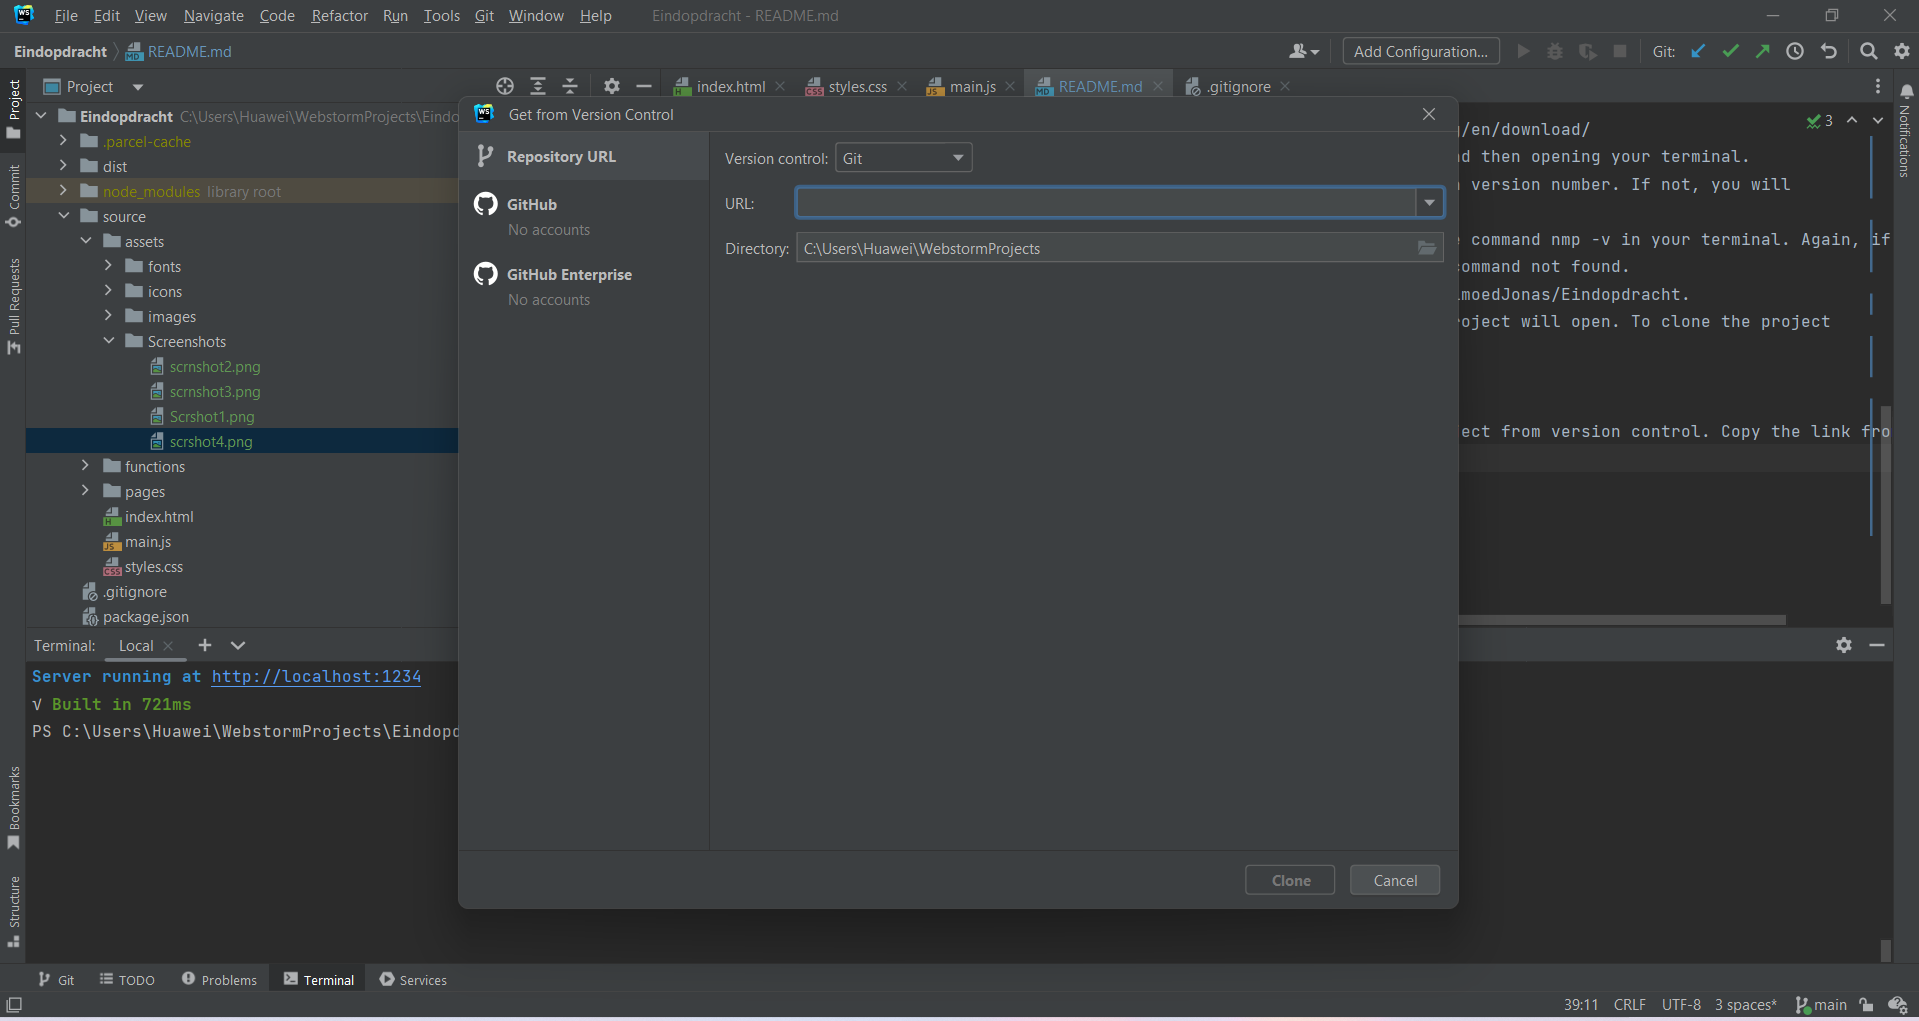 File Edit View Navigate Code Refactor Run Tools Git Window Help Eindopdracht - README.md
Eindopdracht README.md Add Configuration... Git:
Project index.html styles.css main.js README.md .gitignore
Project
Commit
Pull Requests
Bookmarks
Structure
Notifications
Eindopdracht C:\Users\Huawei\WebstormProjects\Eindo
.parcel-cache
dist
node_modules library root
source
assets
fonts
icons
images
Screenshots
scrnshot2.png
scrnshot3.png
Scrshot1.png
scrshot4.png
functions
pages
index.html
main.js
styles.css
.gitignore
package.json
Get from Version Control
Repository URL
GitHub
No accounts
GitHub Enterprise
No accounts
Version control: Git
URL:
Directory: C:\Users\Huawei\WebstormProjects
Clone Cancel
/en/download/
d then opening your terminal.
version number. If not, you will
command nmp -v in your terminal. Again, if
ommand not found.
moedJonas/Eindopdracht.
oject will open. To clone the project
ect from version control. Copy the link fro
3
Terminal: Local
Server running at http://localhost:1234
√ Built in 721ms
PS C:\Users\Huawei\WebstormProjects\Eindopd
Git TODO Problems Terminal Services
39:11 CRLF UTF-8 3 spaces* main